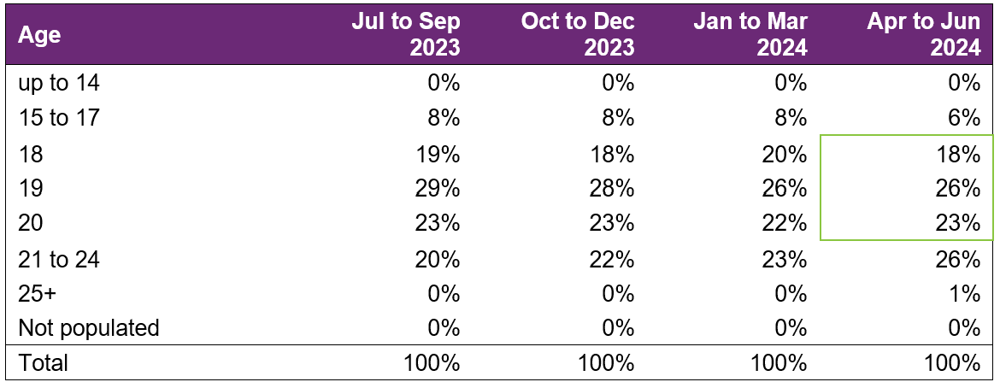 Age Jul to Sep 2023 Oct to Dec 2023 Jan to Mar 2024 Apr to Jun 2024
up to 14 0% 0% 0% 0%
15 to 17 8% 8% 8% 6%
18 19% 18% 20% 18%
19 29% 28% 26% 26%
20 23% 23% 22% 23%
21 to 24 20% 22% 23% 26%
25+ 0% 0% 0% 1%
Not populated 0% 0% 0% 0%
Total 100% 100% 100% 100%